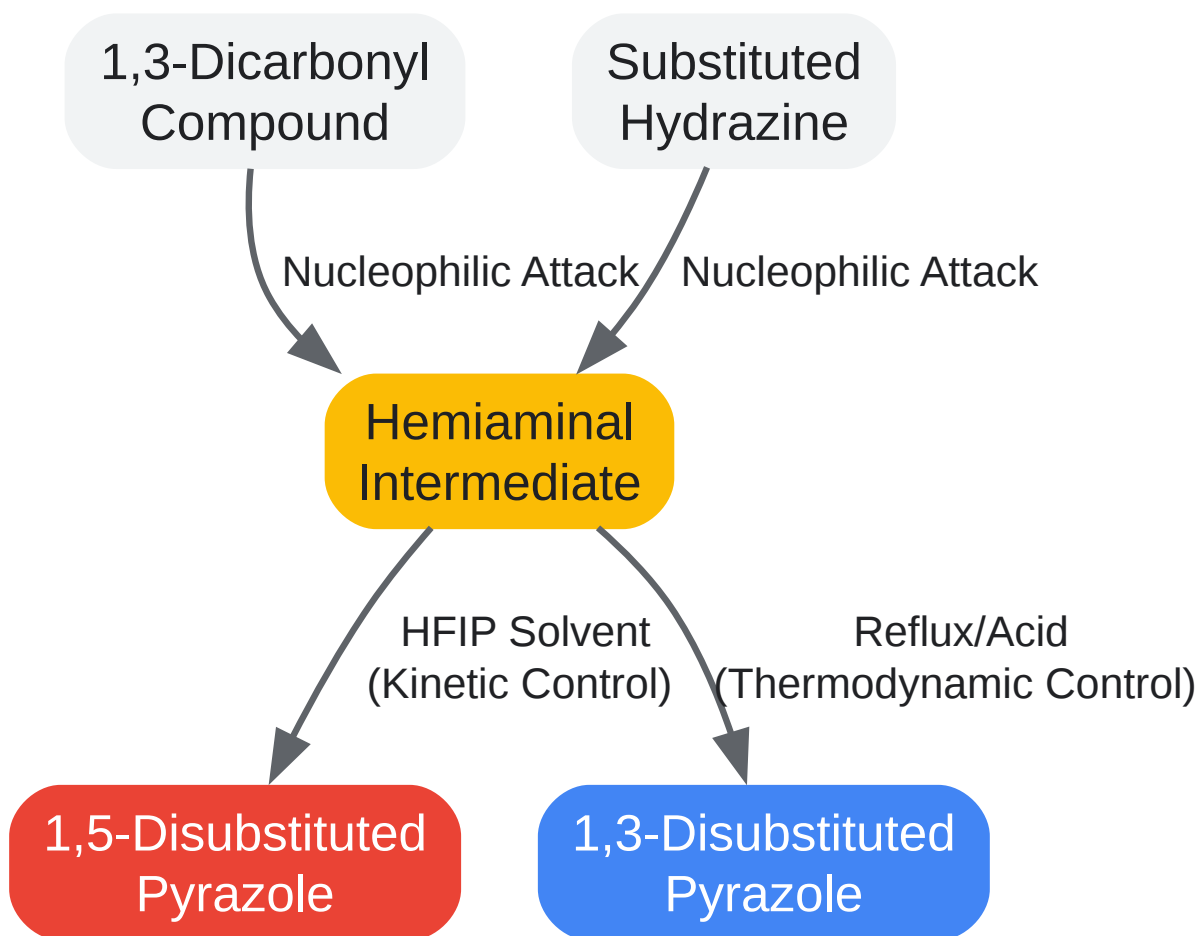 1,3-Dicarbonyl
Compound
Substituted
Hydrazine
Nucleophilic Attack
Nucleophilic Attack
Hemiaminal
Intermediate
HFIP Solvent
(Kinetic Control)
Reflux/Acid
(Thermodynamic Control)
1,5-Disubstituted
Pyrazole
1,3-Disubstituted
Pyrazole